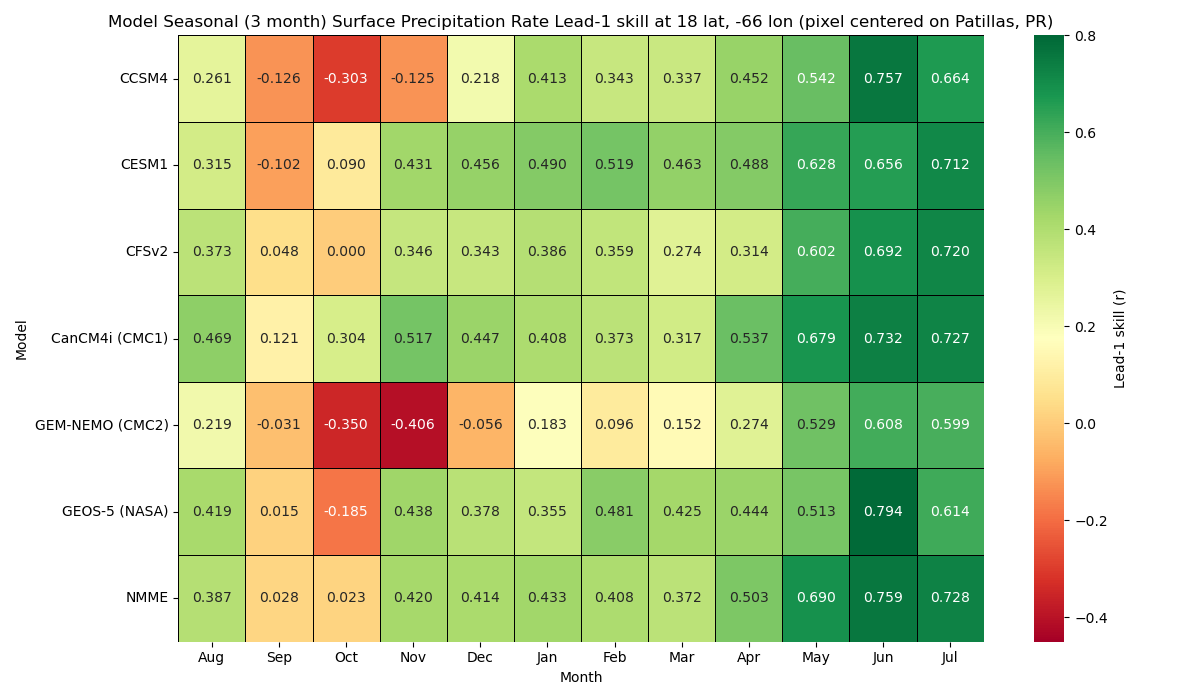 Model Seasonal (3 month) Surface Precipitation Rate Lead-1 skill at 18 lat, -66 lon (pixel centered on Patillas, PR)
Model
CCSM4 0.261 -0.126 -0.303 -0.125 0.218 0.413 0.343 0.337 0.452 0.542 0.757 0.664
CESM1 0.315 -0.102 0.090 0.431 0.456 0.490 0.519 0.463 0.488 0.628 0.656 0.712
CFSv2 0.373 0.048 0.000 0.346 0.343 0.386 0.359 0.274 0.314 0.602 0.692 0.720
CanCM4i (CMC1) 0.469 0.121 0.304 0.517 0.447 0.408 0.373 0.317 0.537 0.679 0.732 0.727
GEM-NEMO (CMC2) 0.219 -0.031 -0.350 -0.406 -0.056 0.183 0.096 0.152 0.274 0.529 0.608 0.599
GEOS-5 (NASA) 0.419 0.015 -0.185 0.438 0.378 0.355 0.481 0.425 0.444 0.513 0.794 0.614
NMME 0.387 0.028 0.023 0.420 0.414 0.433 0.408 0.372 0.503 0.690 0.759 0.728
Aug Sep Oct Nov Dec Jan Feb Mar Apr May Jun Jul
Month
0.8
0.6
0.4
0.2
0.0
−0.2
−0.4
Lead-1 skill (r)